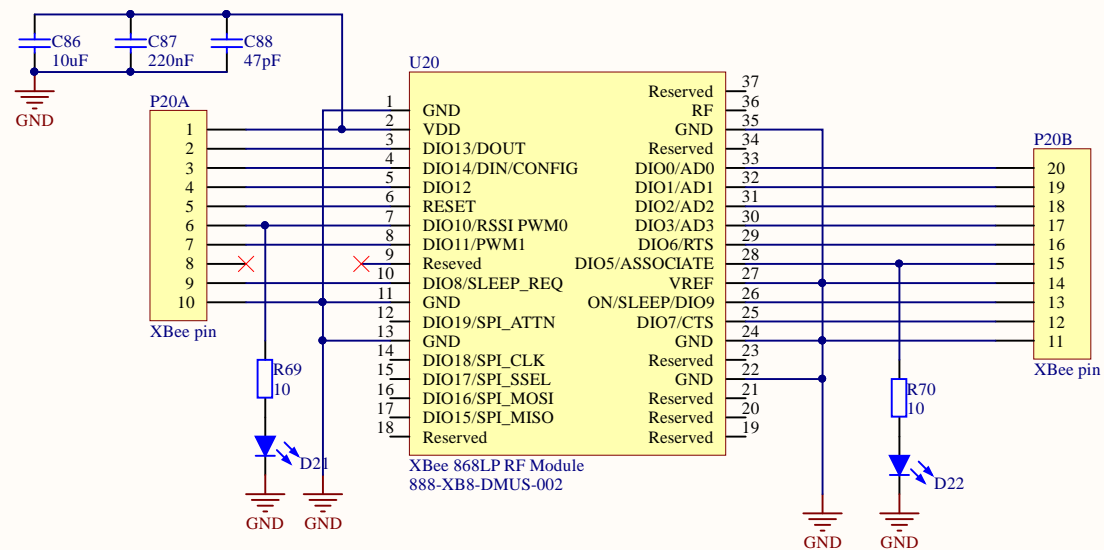 C86
10uF
C87
220nF
C88
47pF
GND
P20A
1
2
3
4
5
6
7
8
9
10
XBee pin
U20
1 GND
2 VDD
3 DIO13/DOUT
4 DIO14/DIN/CONFIG
5 DIO12
6 RESET
7 DIO10/RSSI PWM0
8 DIO11/PWM1
9 Reseved
10 DIO8/SLEEP_REQ
11 GND
12 DIO19/SPI_ATTN
13 GND
14 DIO18/SPI_CLK
15 DIO17/SPI_SSEL
16 DIO16/SPI_MOSI
17 DIO15/SPI_MISO
18 Reserved
Reserved 37
RF 36
GND 35
Reserved 34
DIO0/AD0 33
DIO1/AD1 32
DIO2/AD2 31
DIO3/AD3 30
DIO6/RTS 29
DIO5/ASSOCIATE 28
VREF 27
ON/SLEEP/DIO9 26
DIO7/CTS 25
GND 24
Reserved 23
GND 22
Reserved 21
Reserved 20
Reserved 19
XBee 868LP RF Module
888-XB8-DMUS-002
P20B
20
19
18
17
16
15
14
13
12
11
XBee pin
R69
10
D21
GND
GND
R70
10
D22
GND
GND